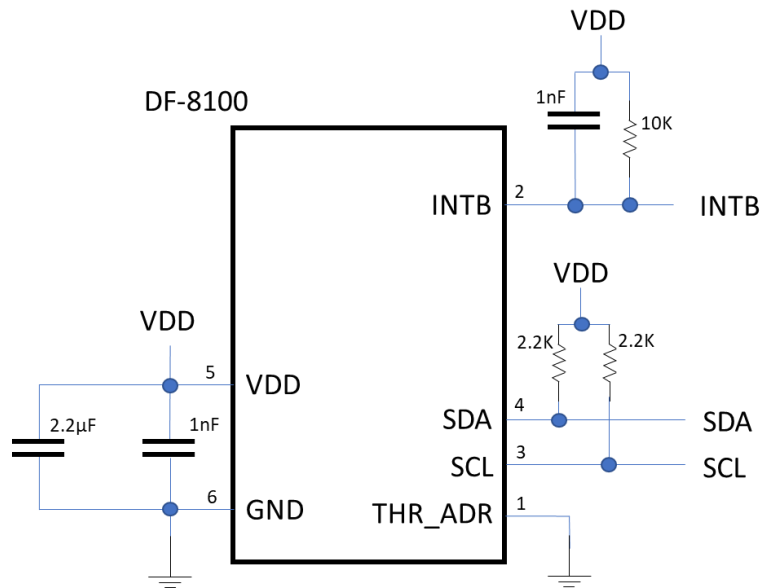 VDD
DF-8100
1nF
10K
INTB
2
INTB
VDD
VDD
2.2K
2.2K
5
VDD
2.2µF
1nF
SDA
4
SDA
SCL
3
SCL
6
GND
THR_ADR
1